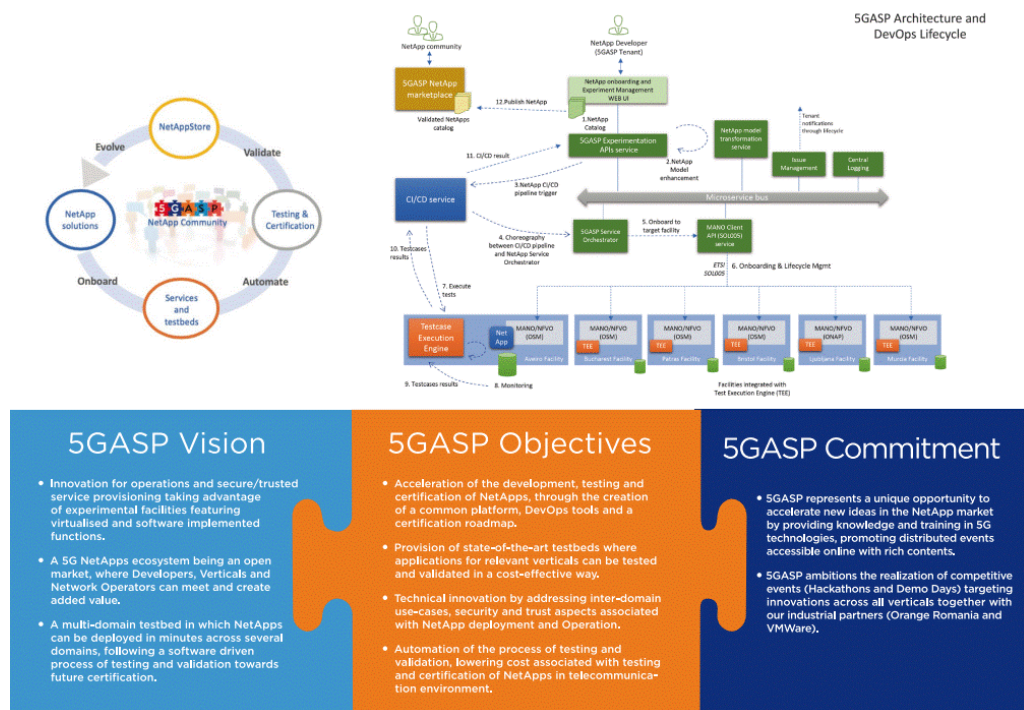 5GASP Architecture and
DevOps Lifecycle
NetAppStore
Evolve
Validate
NetApp
solutions
5GASP
NetApp Community
Testing &
Certification
Onboard
Automate
Services
and
testbeds
NetApp community
NetApp Developer
(5GASP Tenant)
5GASP NetApp
marketplace
Validated NetApps
catalog
12.Publish NetApp
NetApp onboarding and
Experiment Management
WEB UI
1.NetApp
Catalog
5GASP Experimentation
APIs service
2.NetApp
Model
enhancement
NetApp model
transformation
service
Tenant
notifications
through lifecycle
Issue
Management
Central
Logging
11. CI/CD result
3.NetApp CI/CD
pipeline trigger
CI/CD service
Microservice bus
4. Choreography
between CI/CD pipeline
and NetApp Service
Orchestrator
5GASP Service
Orchestrator
5. Onboard to
target facility
MANO Client
API (SOL005)
service
ETSI
SOL005
6. Onboarding & Lifecycle Mgmt
10. Testcases
results
7. Execute
tests
Testcase
Execution
Engine
Net
App
MANO/NFVO
(OSM)
Aveiro Facility
MANO/NFVO
(OSM)
TEE
Bucharest Facility
MANO/NFVO
(OSM)
TEE
Patras Facility
MANO/NFVO
(OSM)
TEE
Bristol Facility
MANO/NFVO
(ONAP)
TEE
Ljubljana Facility
MANO/NFVO
(OSM)
TEE
Murcia Facility
9. Testcases results
8. Monitoring
Facilities integrated with
Test Execution Engine (TEE)
5GASP Vision
• Innovation for operations and secure/trusted
service provisioning taking advantage
of experimental facilities featuring
virtualised and software implemented
functions.
• A 5G NetApps ecosystem being an open
market, where Developers, Verticals and
Network Operators can meet and create
added value.
• A multi-domain testbed in which NetApps
can be deployed in minutes across several
domains, following a software driven
process of testing and validation towards
future certification.
5GASP Objectives
• Acceleration of the development, testing and
certification of NetApps, through the creation
of a common platform, DevOps tools and a
certification roadmap.
• Provision of state-of-the-art testbeds where
applications for relevant verticals can be tested
and validated in a cost-effective way.
• Technical innovation by addressing inter-domain
use-cases, security and trust aspects associated
with NetApp deployment and Operation.
• Automation of the process of testing and
validation, lowering cost associated with testing
and certification of NetApps in telecommunica-
tion environment.
5GASP Commitment
• 5GASP represents a unique opportunity to
accelerate new ideas in the NetApp market
by providing knowledge and training in 5G
technologies, promoting distributed events
accessible online with rich contents.
• 5GASP ambitions the realization of competitive
events (Hackathons and Demo Days) targeting
innovations across all verticals together with
our industrial partners (Orange Romania and
VMWare).